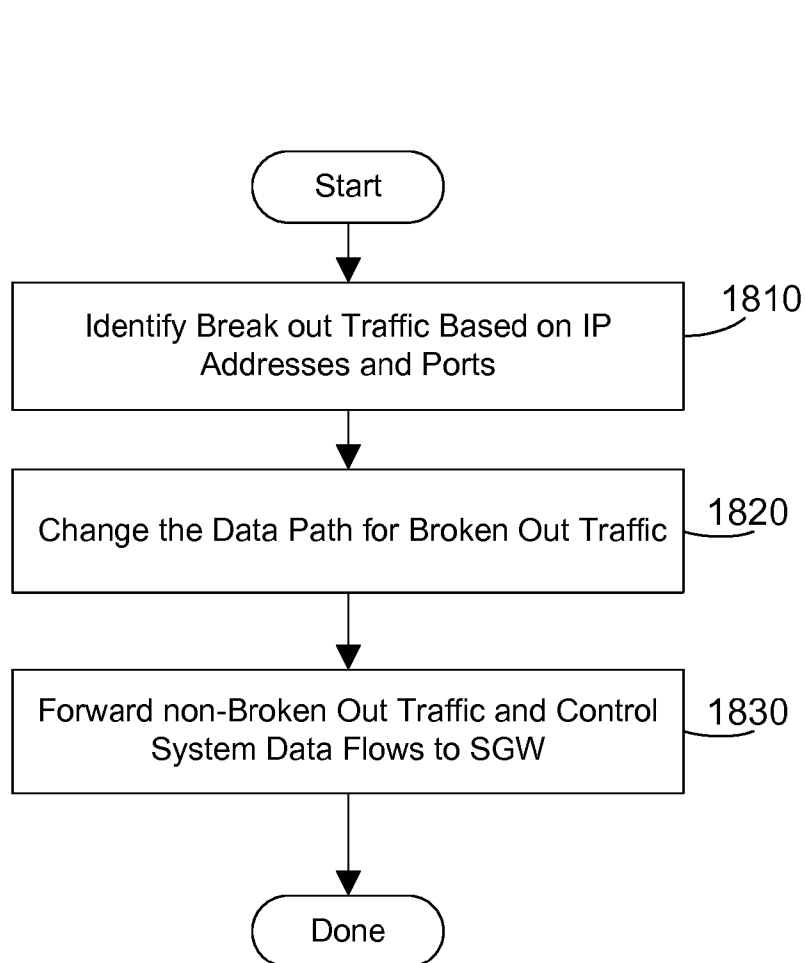 Start
Identify Break out Traffic Based on IP
Addresses and Ports
1810
Change the Data Path for Broken Out Traffic
1820
Forward non-Broken Out Traffic and Control
System Data Flows to SGW
1830
Done